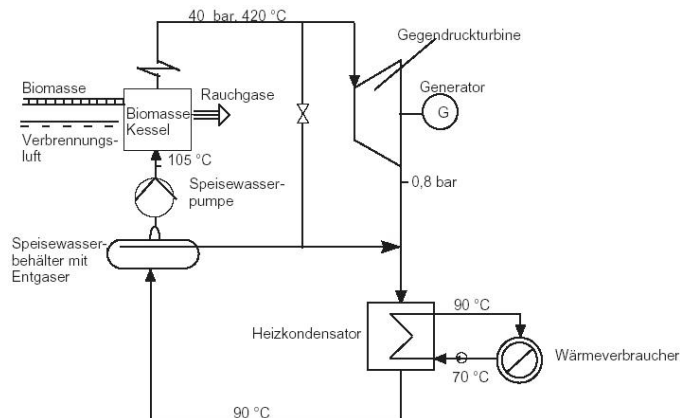 40 bar, 420 °C
Gegendruckturbine
Biomasse
Rauchgase
Generator
Biomasse-
Kessel
G
Verbrennungs-
luft
105 °C
Speisewasser-
pumpe
0,8 bar
Speisewasser-
behälter mit
Entgaser
90 °C
Heizkondensator
Wärmeverbraucher
70 °C
90 °C